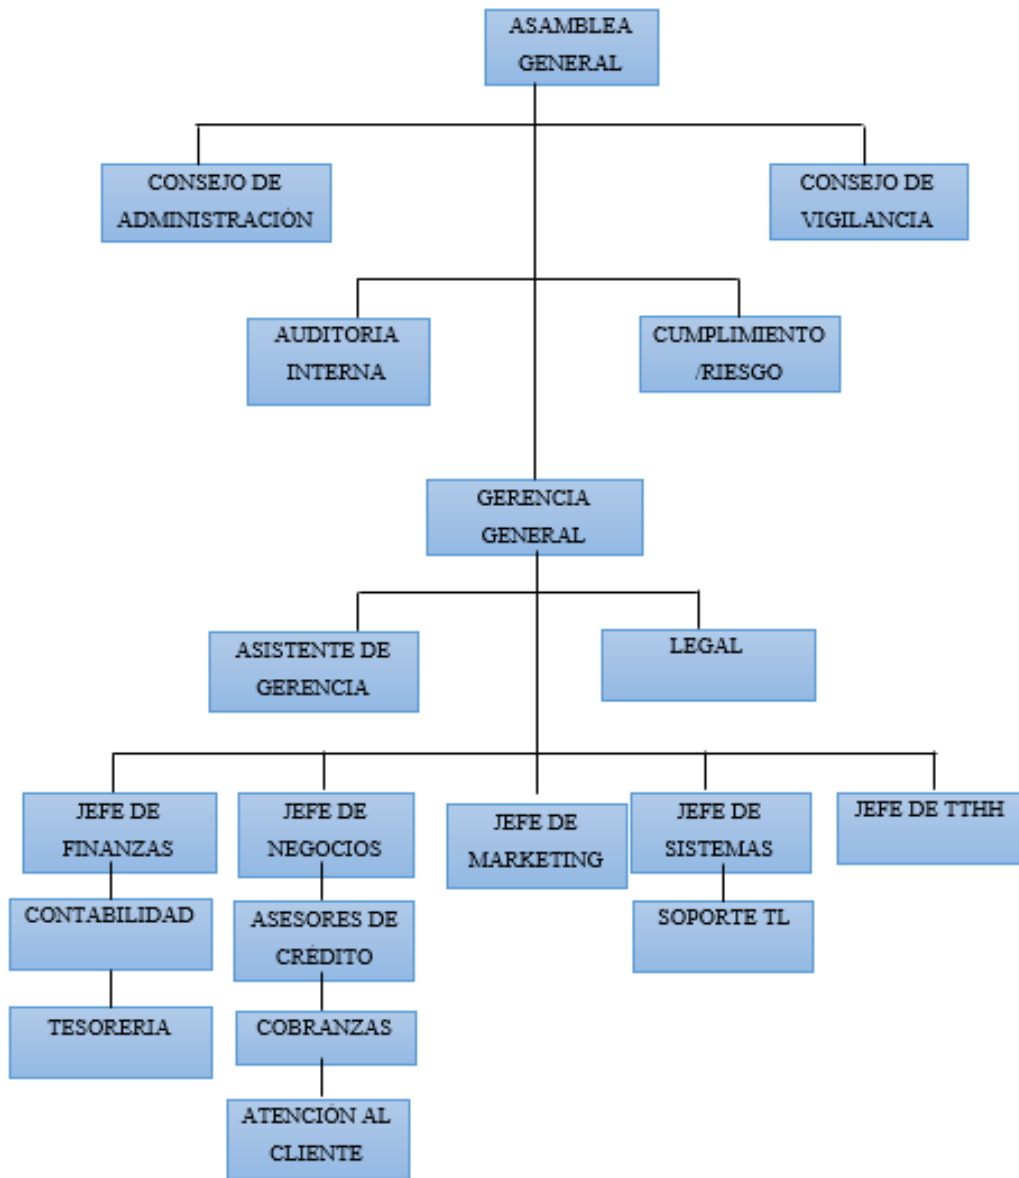 ASAMBLEA
GENERAL
CONSEJO DE
ADMINISTRACIÓN
CONSEJO DE
VIGILANCIA
AUDITORIA
INTERNA
CUMPLIMIENTO
/RIESGO
GERENCIA
GENERAL
ASISTENTE DE
GERENCIA
LEGAL
JEFE DE
FINANZAS
JEFE DE
NEGOCIOS
JEFE DE
MARKETING
JEFE DE
SISTEMAS
JEFE DE TTHH
CONTABILIDAD
ASESORES DE
CRÉDITO
SOPORTE TL
TESORERIA
COBRANZAS
ATENCIÓN AL
CLIENTE